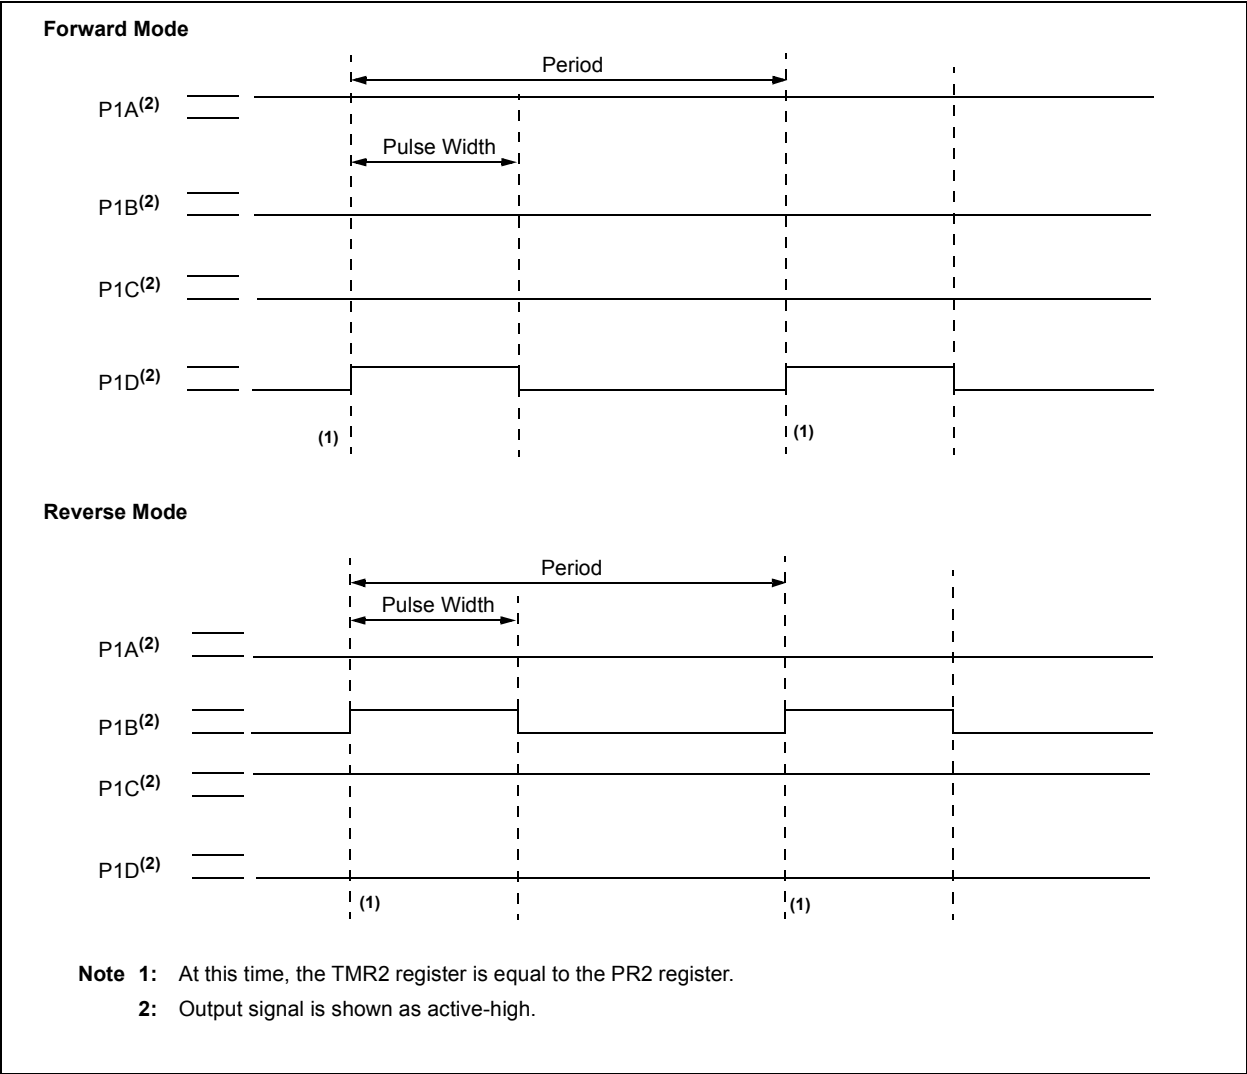 Forward Mode
Period
P1A(2)
Pulse Width
P1B(2)
P1C(2)
P1D(2)
(1) (1)
Reverse Mode
Period
Pulse Width
P1A(2)
P1B(2)
P1C(2)
P1D(2)
(1) (1)
Note 1: At this time, the TMR2 register is equal to the PR2 register.
2: Output signal is shown as active-high.